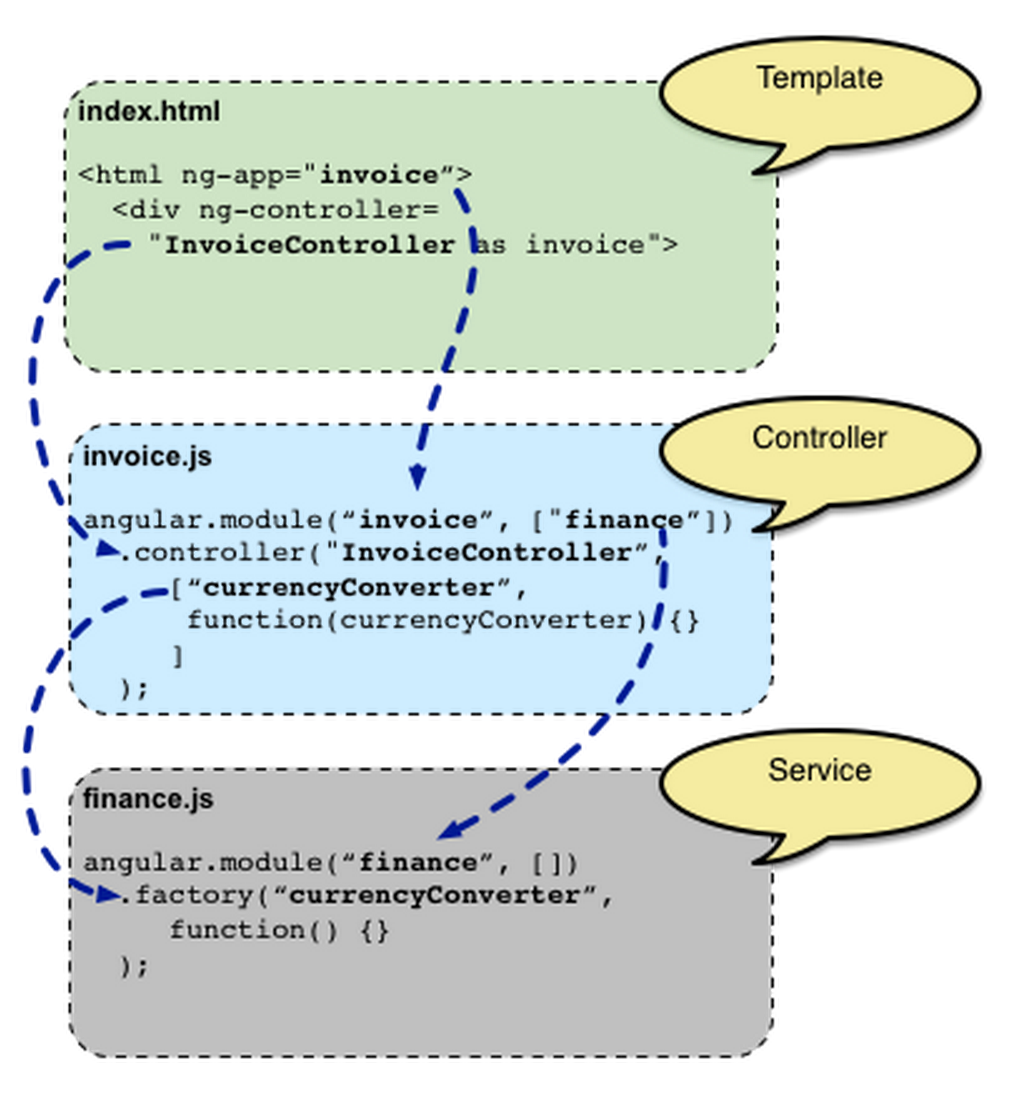 Template
index.html
<html ng-app="invoice”>
<div ng-controller=
"InvoiceController as invoice">
Controller
invoice.js
angular.module(“invoice”, ["finance”])
.controller("InvoiceController”,
[“currencyConverter”,
function(currencyConverter) {}
]
);
Service
finance.js
angular.module(“finance”, [])
.factory(“currencyConverter”,
function() {}
);